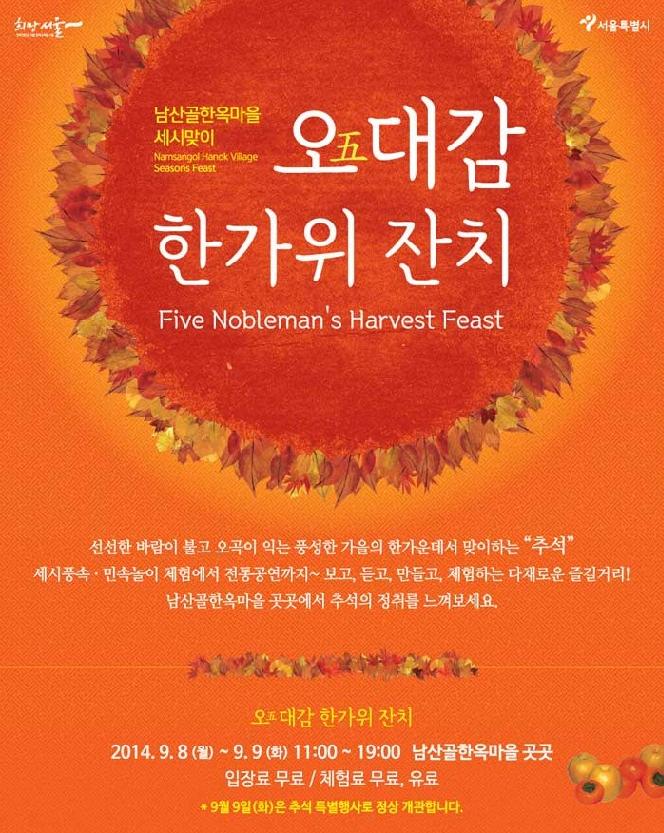 희망서울
서울특별시
남산골한옥마을
세시맞이
Namsangol Hanok Village
Seasons Feast
오五대감
한가위 잔치
Five Nobleman's Harvest Feast
선선한 바람이 불고 오곡이 익는 풍성한 가을의 한가운데서 맞이하는 “추석”
세시풍속 · 민속놀이 체험에서 전통공연까지~ 보고, 듣고, 만들고, 체험하는 다채로운 즐길거리!
남산골한옥마을 곳곳에서 추석의 정취를 느껴보세요.
오五대감 한가위 잔치
2014. 9. 8 (월) ~ 9. 9 (화) 11:00 ~ 19:00 남산골한옥마을 곳곳
입장료 무료 / 체험료 무료, 유료
* 9월 9일(화)은 추석 특별행사로 정상 개관합니다.